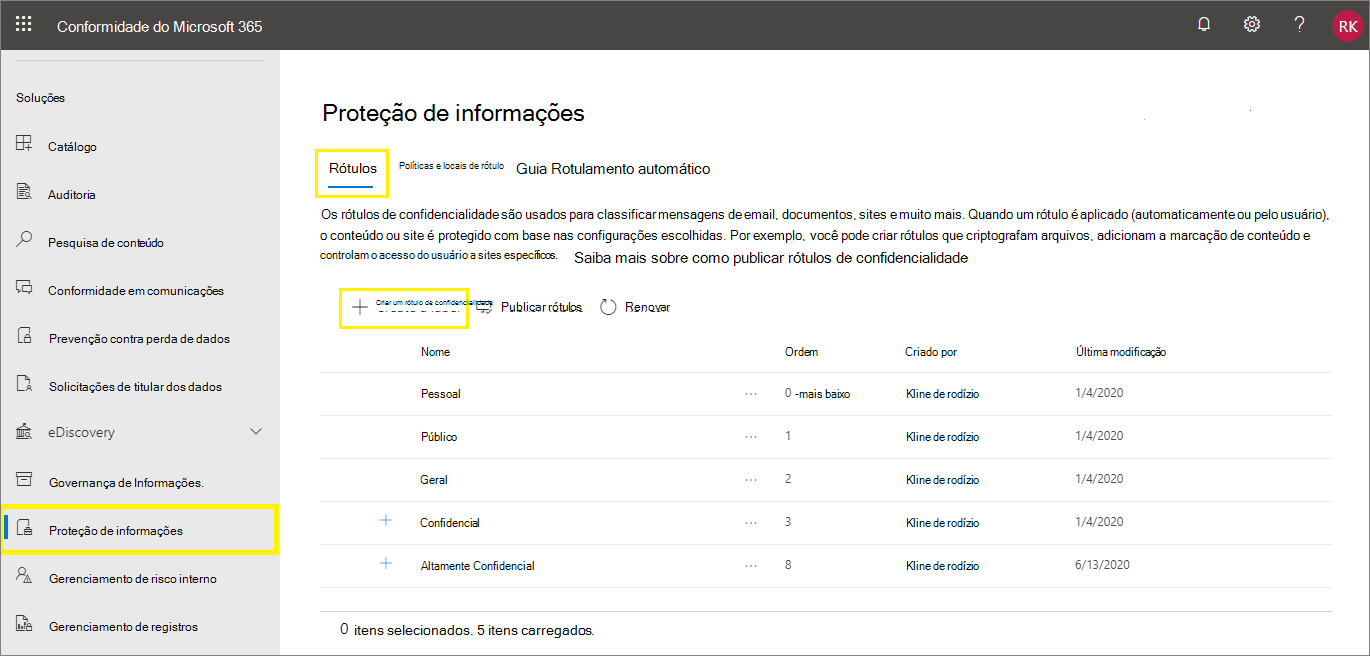 Conformidade do Microsoft 365
RK
Soluções
Catálogo
Auditoria
Pesquisa de conteúdo
Conformidade em comunicações
Prevenção contra perda de dados
Solicitações de titular dos dados
eDiscovery
Governança de Informações.
Proteção de informações
Gerenciamento de risco interno
Gerenciamento de registros
Proteção de informações
Rótulos Políticas e locais de rótulo Guia Rotulamento automático
Os rótulos de confidencialidade são usados para classificar mensagens de email, documentos, sites e muito mais. Quando um rótulo é aplicado (automaticamente ou pelo usuário),
o conteúdo ou site é protegido com base nas configurações escolhidas. Por exemplo, você pode criar rótulos que criptografam arquivos, adicionam a marcação de conteúdo e
controlam o acesso do usuário a sites específicos. Saiba mais sobre como publicar rótulos de confidencialidade
Criar um rótulo de confidencialidade Publicar rótulos Renovar
Nome Ordem Criado por Última modificação
Pessoal ... 0 -mais baixo Kline de rodízio 1/4/2020
Público ... 1 Kline de rodízio 1/4/2020
Geral ... 2 Kline de rodízio 1/4/2020
Confidencial ... 3 Kline de rodízio 1/4/2020
Altamente Confidencial ... 8 Kline de rodízio 6/13/2020
0 itens selecionados. 5 itens carregados.